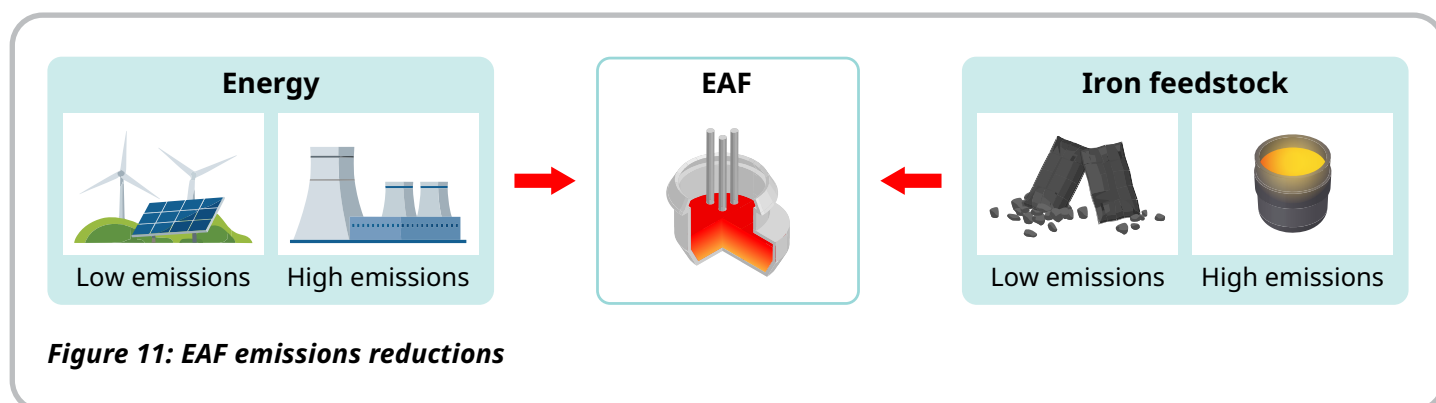 Energy
Low emissions
High emissions
EAF
Iron feedstock
Low emissions
High emissions
Figure 11: EAF emissions reductions